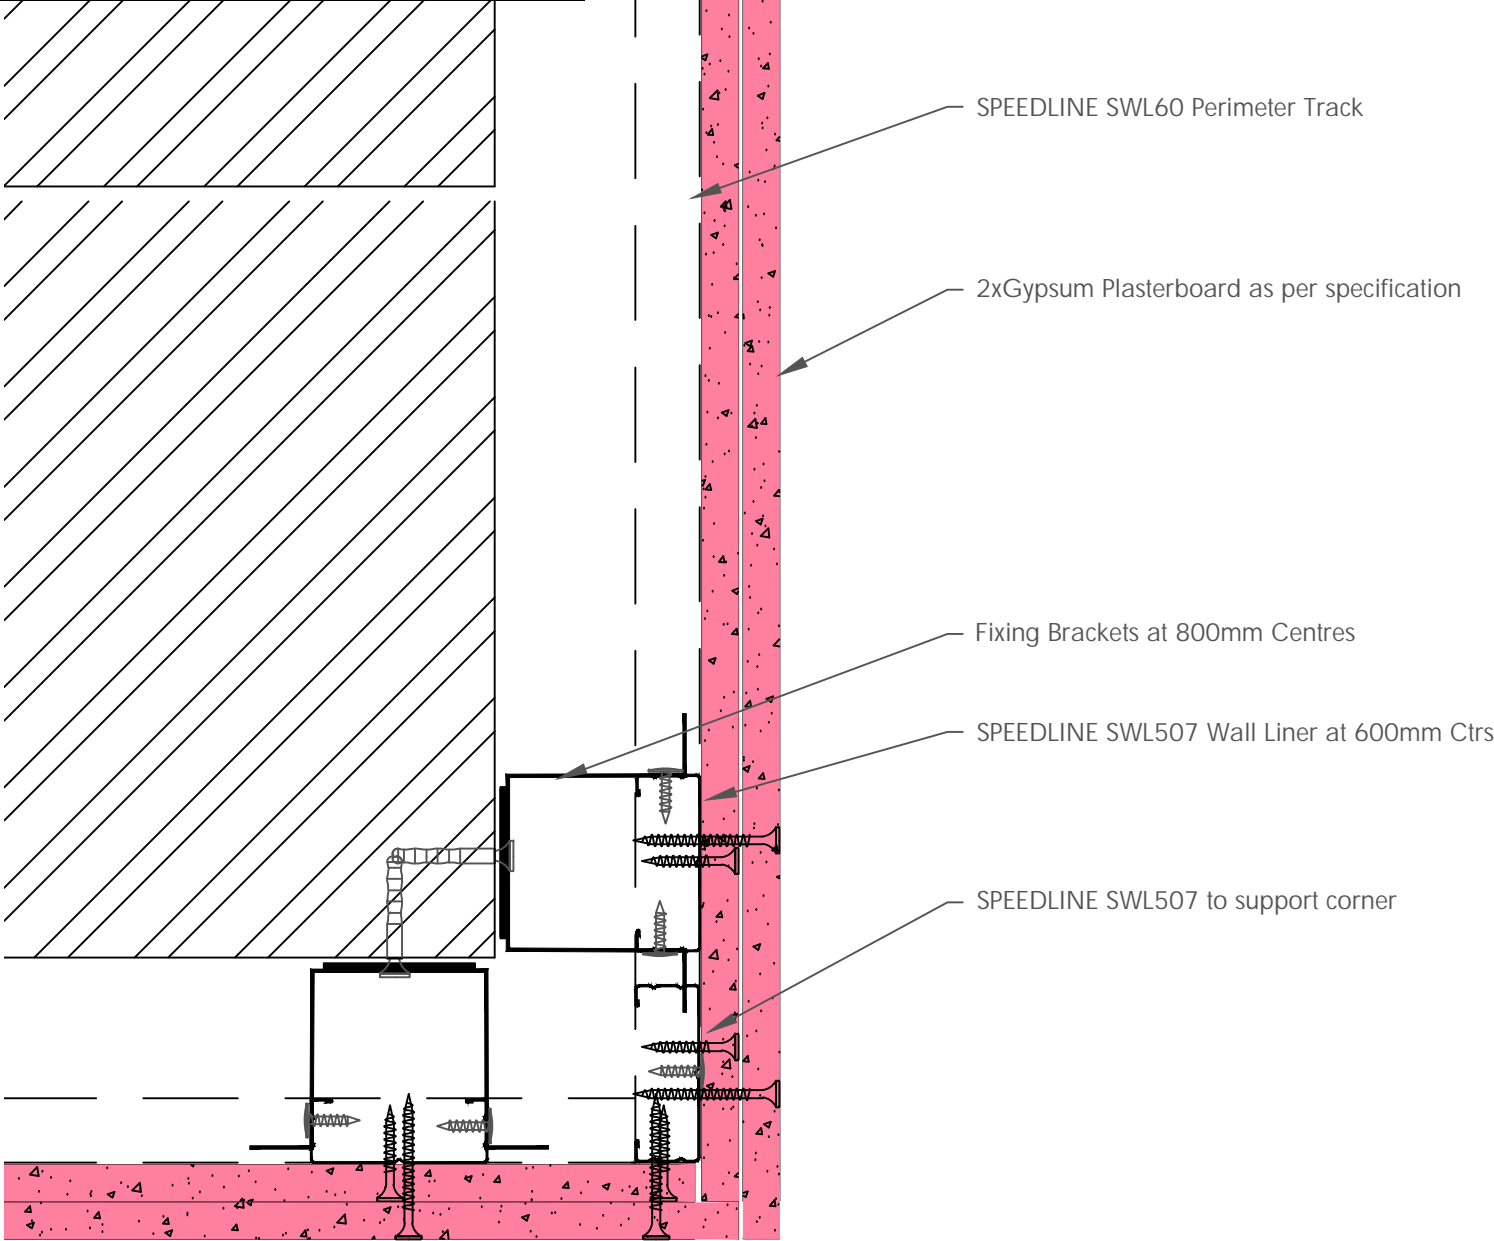 SPEEDLINE SWL60 Perimeter Track
2xGypsum Plasterboard as per specification
Fixing Brackets at 800mm Centres
SPEEDLINE SWL507 Wall Liner at 600mm Ctrs
SPEEDLINE SWL507 to support corner